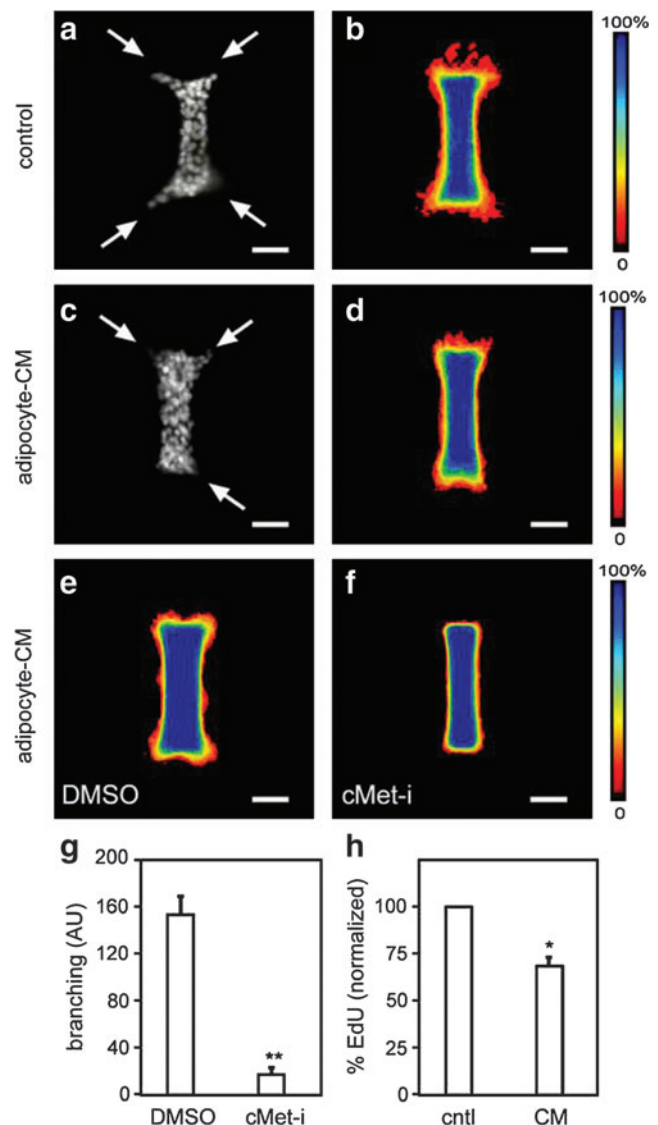 a
b
100%
control
0
c
d
100%
adipocyte-CM
0
e
f
100%
adipocyte-CM
DMSO
cMet-i
0
g
h
200
160
120
80
40
0
branching (AU)
**
DMSO
cMet-i
100
75
50
25
0
% EdU (normalized)
*
cntl
CM